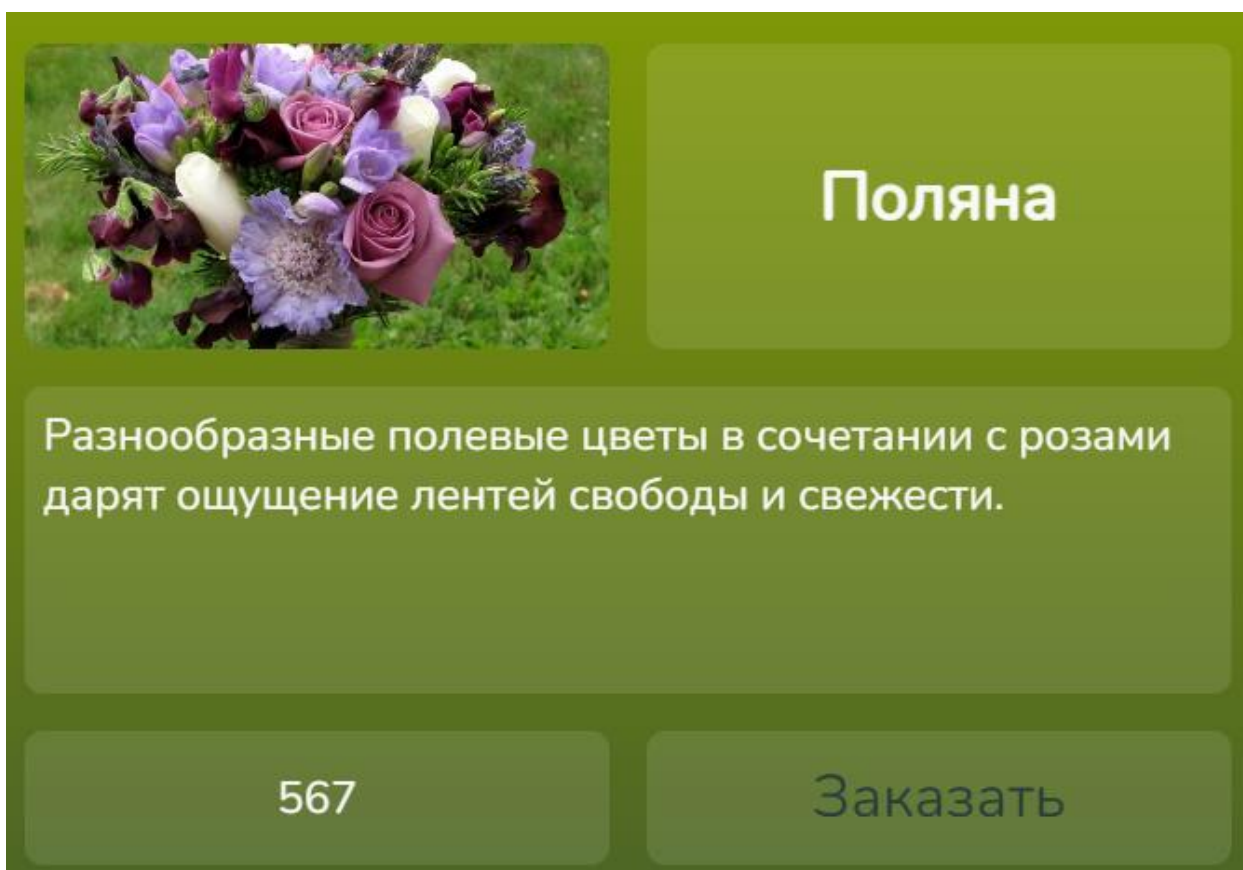 Поляна
Разнообразные полевые цветы в сочетании с розами
дарят ощущение лентей свободы и свежести.
567
Заказать